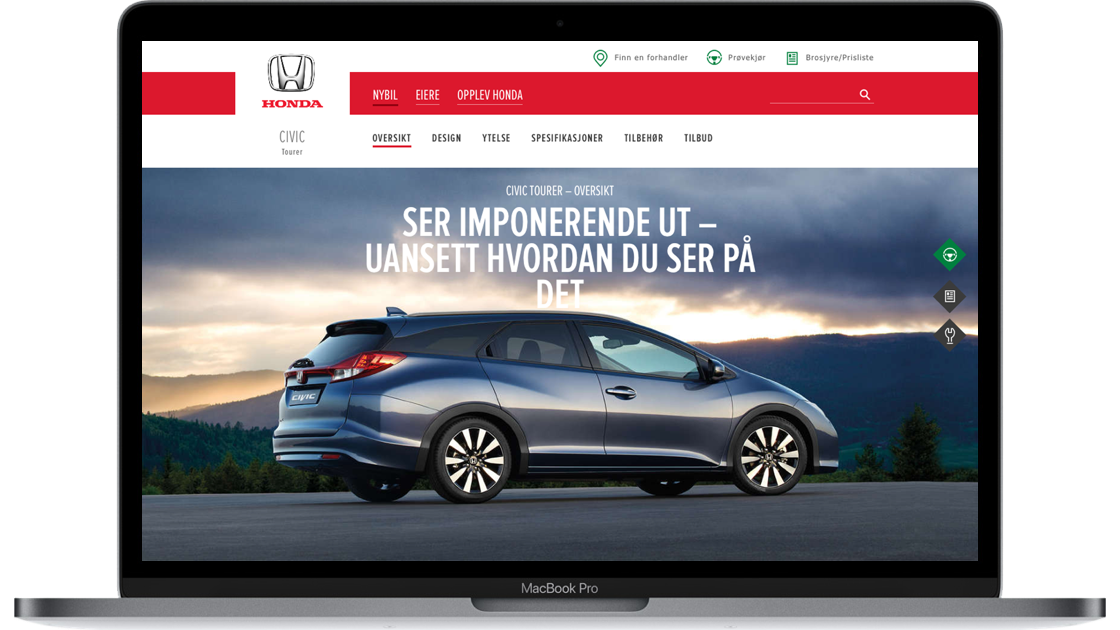 Finn en forhandler
Prøvekjør
Brosjyre/Prisliste
HONDA
NYBIL
EIERE
OPPLEV HONDA
CIVIC
Tourer
OVERSIKT
DESIGN
YTELSE
SPESIFIKASJONER
TILBEHØR
TILBUD
CIVIC TOURER – OVERSIKT
SER IMPONERENDE UT –
UANSETT HVORDAN DU SER PÅ
DET
CIVIC
MacBook Pro